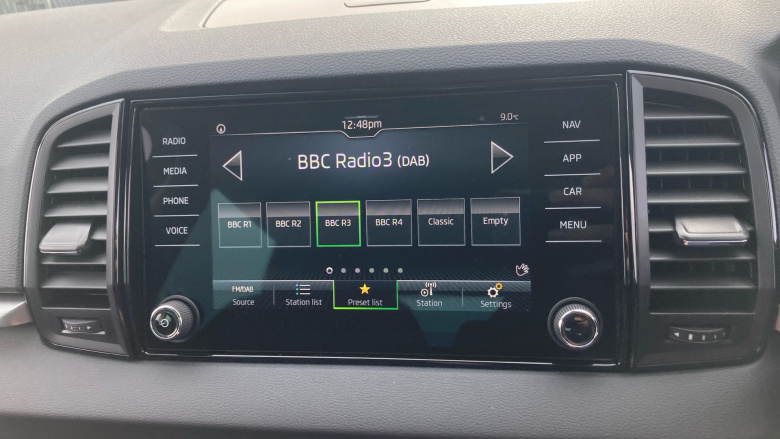 12:48pm
9.0°C
RADIO
MEDIA
PHONE
VOICE
BBC Radio3 (DAB)
BBC R1 BBC R2 BBC R3 BBC R4 Classic Empty
FM/DAB
Source Station list Preset list Station Settings
NAV
APP
CAR
MENU